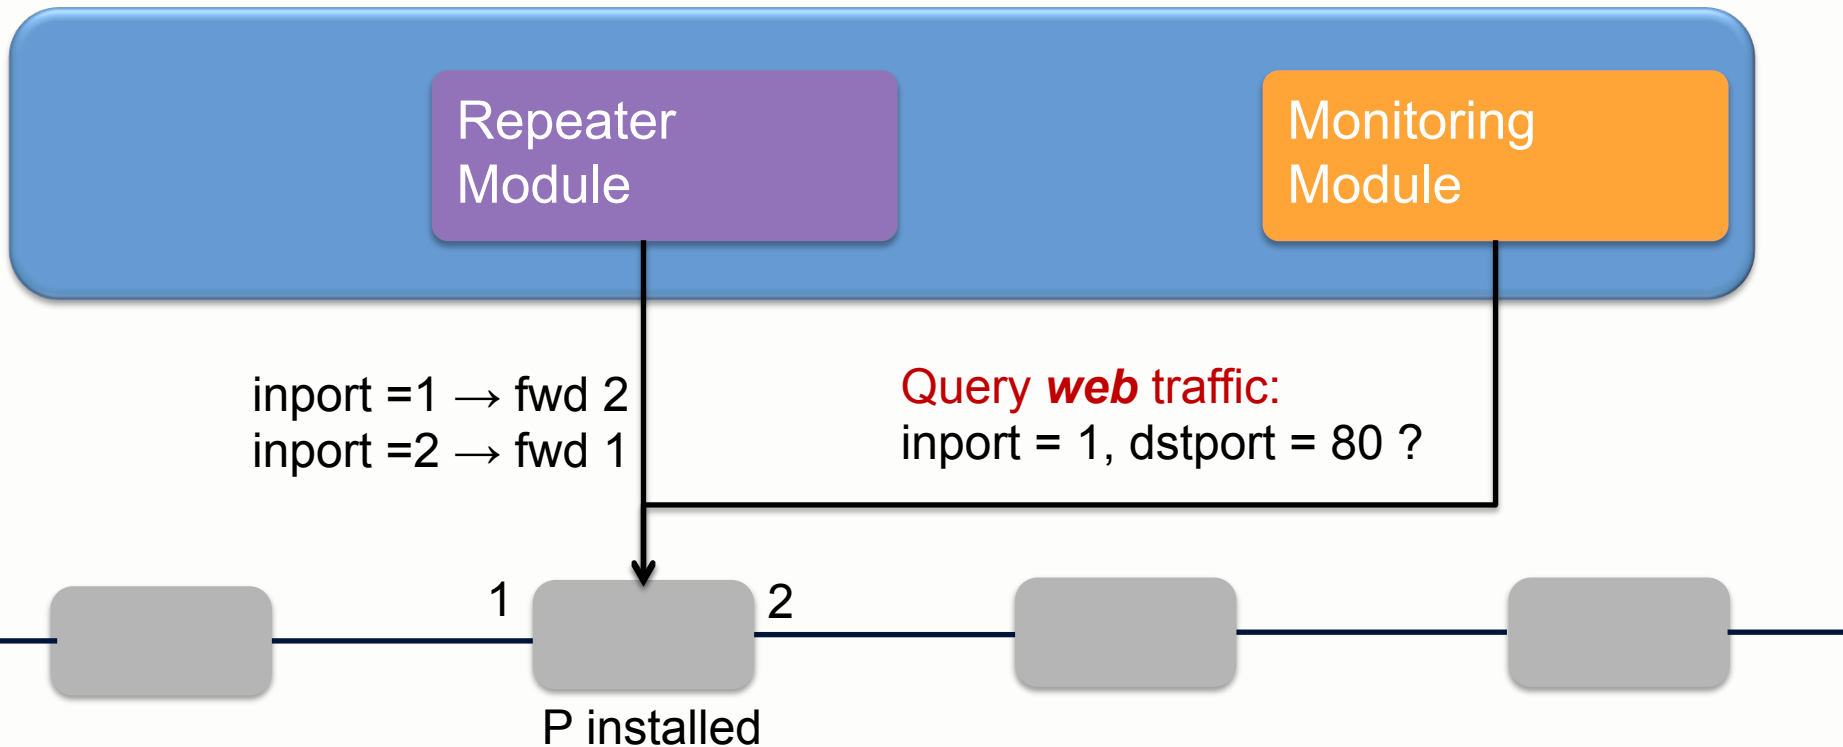 Repeater
Module
Monitoring
Module
inport =1 → fwd 2
inport =2 → fwd 1
Query web traffic:
inport = 1, dstport = 80 ?
1
2
P installed